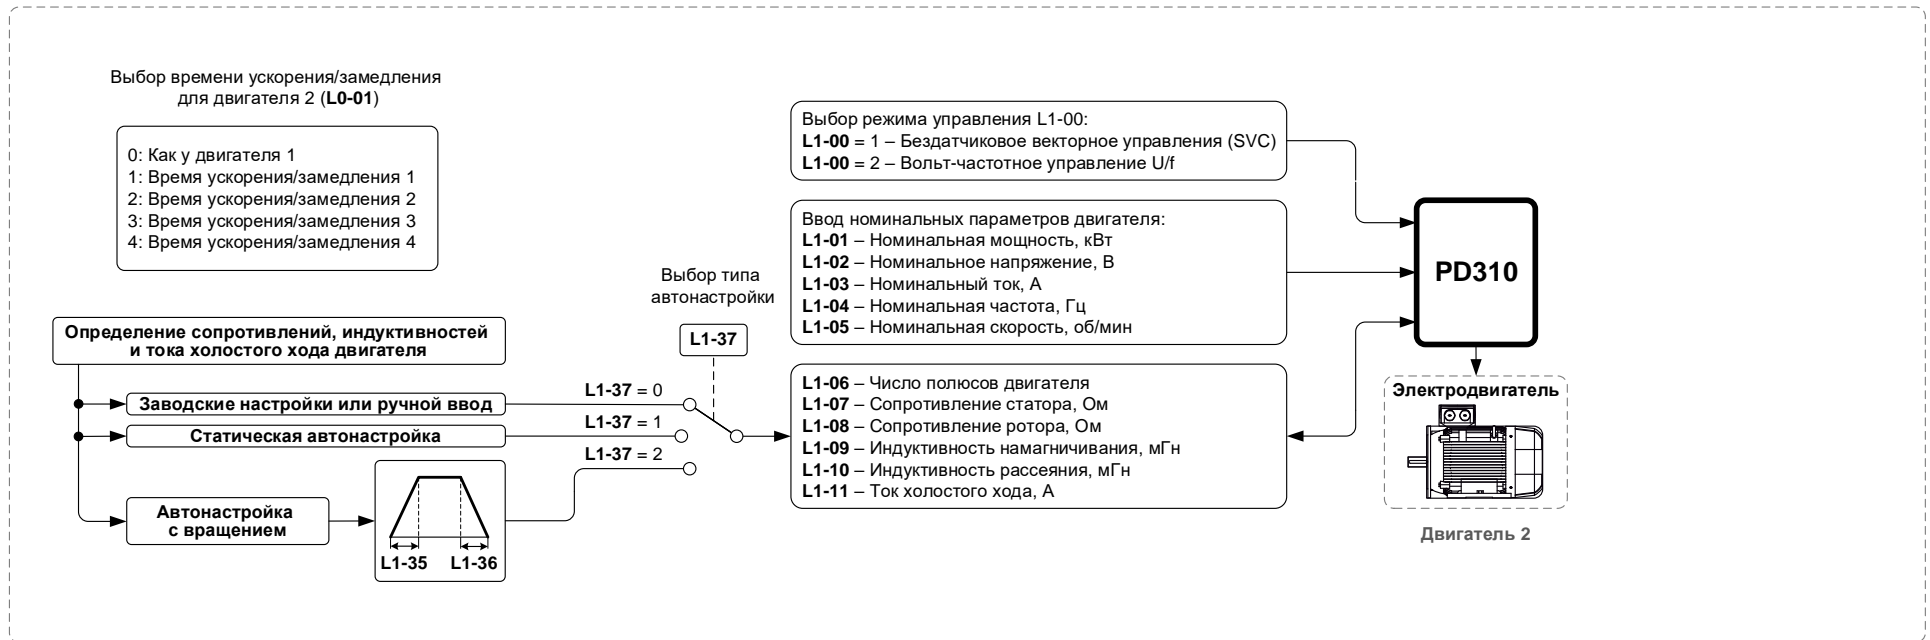 Выбор времени ускорения/замедления
для двигателя 2 (L0-01)
0: Как у двигателя 1
1: Время ускорения/замедления 1
2: Время ускорения/замедления 2
3: Время ускорения/замедления 3
4: Время ускорения/замедления 4
Определение сопротивлений, индуктивностей
и тока холостого хода двигателя
Заводские настройки или ручной ввод
Статическая автонастройка
Автонастройка
с вращением
L1-35
L1-36
L1-37 = 0
L1-37 = 1
L1-37 = 2
Выбор типа
автонастройки
L1-37
Выбор режима управления L1-00:
L1-00 = 1 – Бездатчиковое векторное управления (SVC)
L1-00 = 2 – Вольт-частотное управление U/f
Ввод номинальных параметров двигателя:
L1-01 – Номинальная мощность, кВт
L1-02 – Номинальное напряжение, В
L1-03 – Номинальный ток, А
L1-04 – Номинальная частота, Гц
L1-05 – Номинальная скорость, об/мин
L1-06 – Число полюсов двигателя
L1-07 – Сопротивление статора, Ом
L1-08 – Сопротивление ротора, Ом
L1-09 – Индуктивность намагничивания, мГн
L1-10 – Индуктивность рассеяния, мГн
L1-11 – Ток холостого хода, А
PD310
Электродвигатель
Двигатель 2